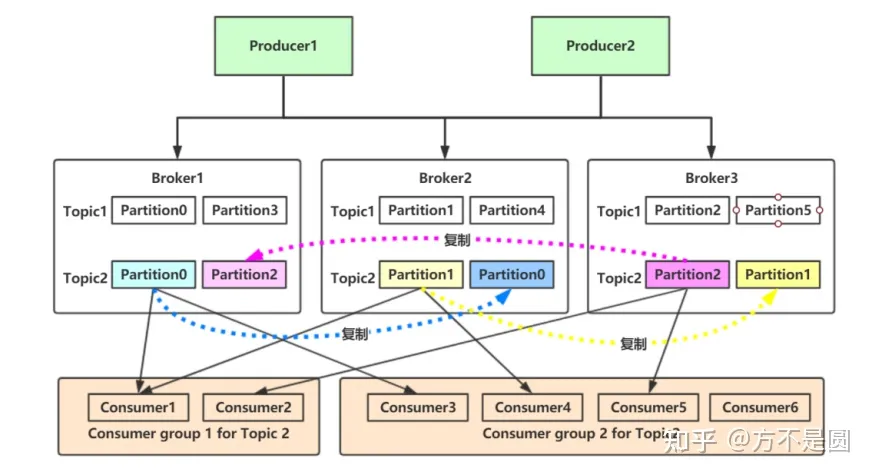 Producer1
Producer2
Broker1
Broker2
Broker3
Topic1 Partition0 Partition3
Topic1 Partition1 Partition4
Topic1 Partition2 Partition5
复制
Topic2 Partition0 Partition2
Topic2 Partition1 Partition0
Topic2 Partition2 Partition1
复制
复制
Consumer1 Consumer2
Consumer group 1 for Topic 2
Consumer3 Consumer4 Consumer5 Consumer6
Consumer group 2 for Topic
知乎 @方不是圆